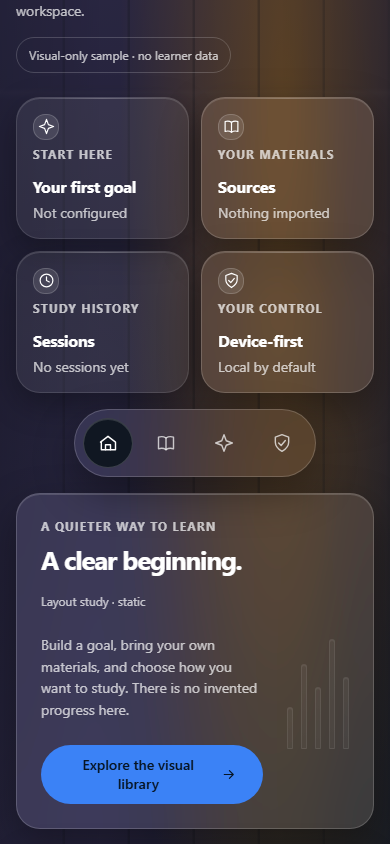 workspace.
Visual-only sample · no learner data
START HERE
Your first goal
Not configured
YOUR MATERIALS
Sources
Nothing imported
STUDY HISTORY
Sessions
No sessions yet
YOUR CONTROL
Device-first
Local by default
A QUIETER WAY TO LEARN
A clear beginning.
Layout study · static
Build a goal, bring your own
materials, and choose how you
want to study. There is no invented
progress here.
Explore the visual
library